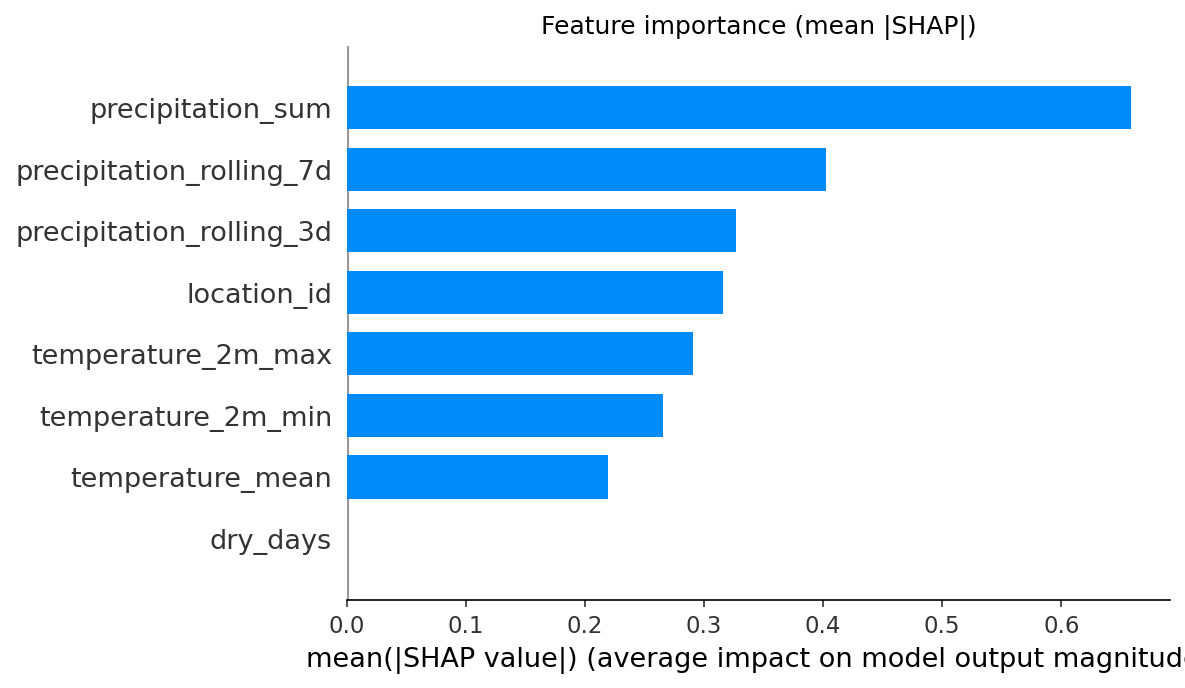 Feature importance (mean |SHAP|)
precipitation_sum
precipitation_rolling_7d
precipitation_rolling_3d
location_id
temperature_2m_max
temperature_2m_min
temperature_mean
dry_days
0.0 0.1 0.2 0.3 0.4 0.5 0.6
mean(|SHAP value|) (average impact on model output magnitud